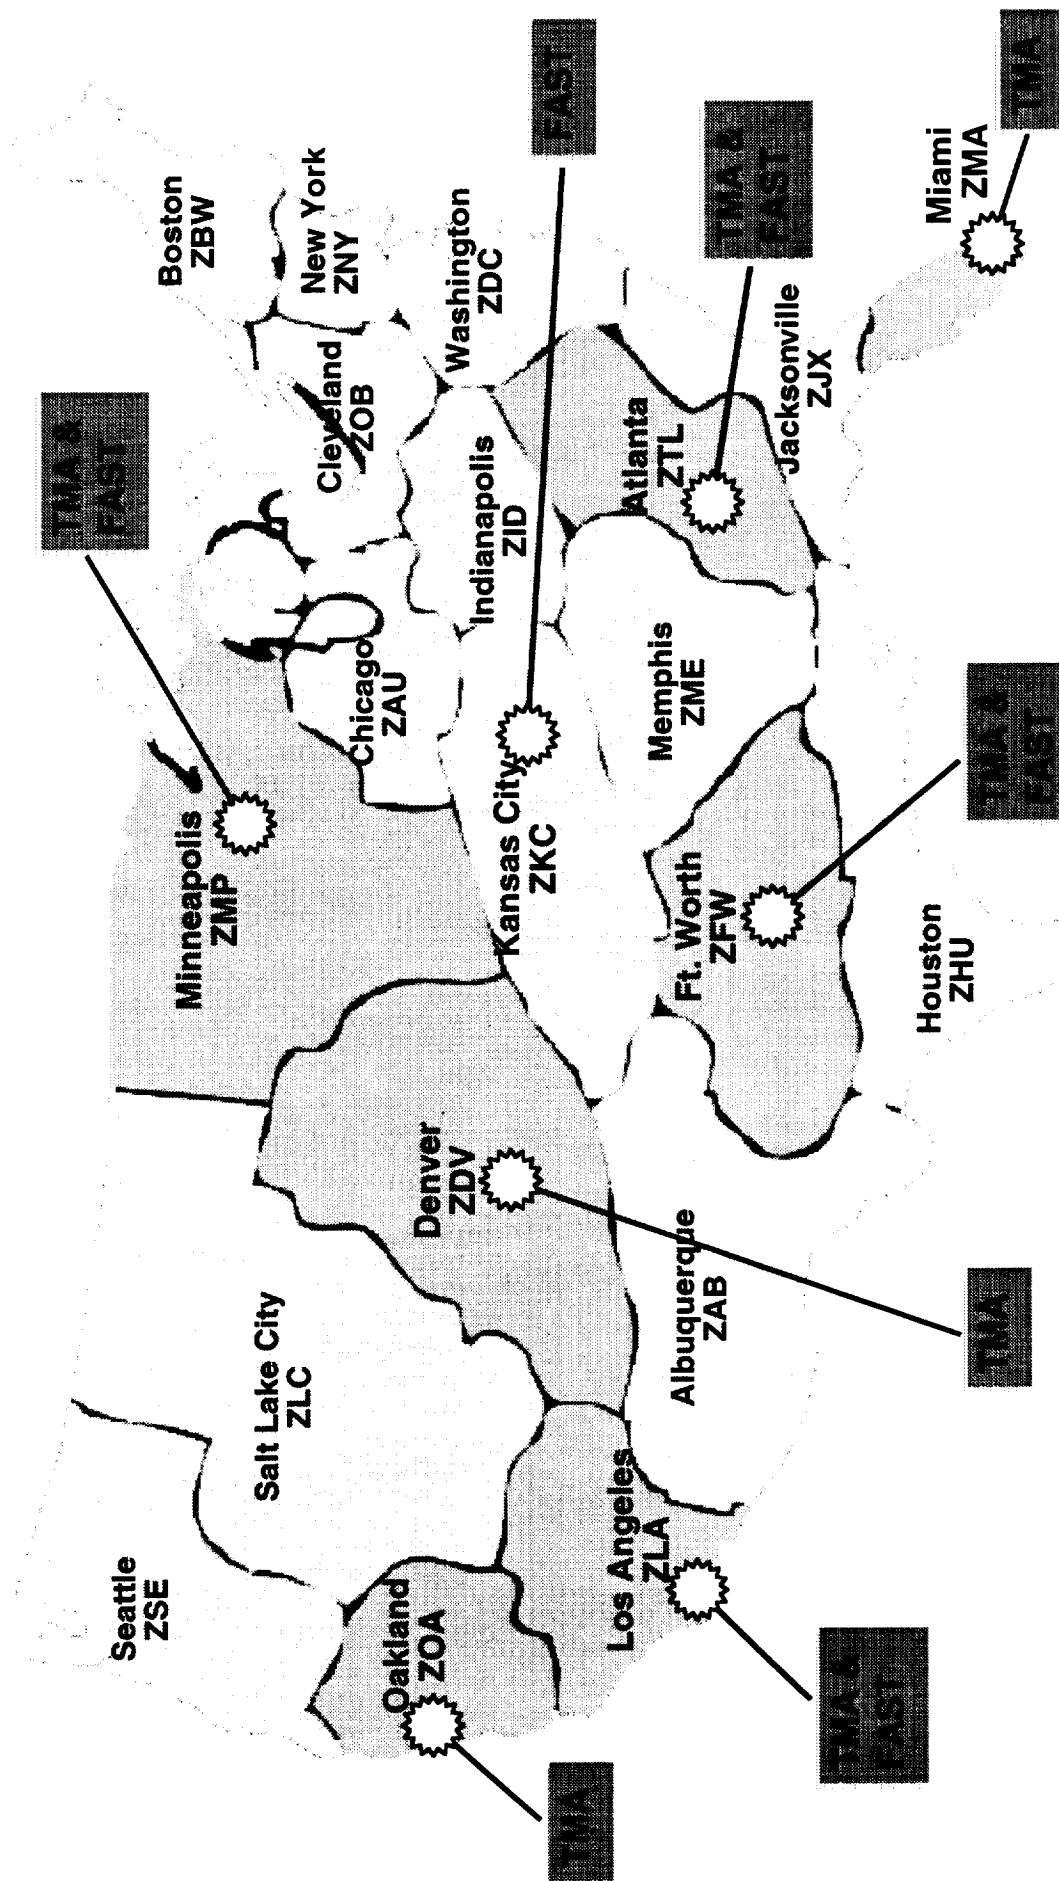 Seattle
ZSE
Salt Lake City
ZLC
Oakland
ZOA
TMA
Los Angeles
ZLA
TMA &
FAST
Denver
ZDV
TMA
Albuquerque
ZAB
Minneapolis
ZMP
TMA &
FAST
Kansas City
ZKC
FAST
Ft. Worth
ZFW
TMA &
FAST
Houston
ZHU
Chicago
ZAU
Indianapolis
ZID
Memphis
ZME
Cleveland
ZOB
Boston
ZBW
New York
ZNY
Washington
ZDC
Atlanta
ZTL
TMA &
FAST
Jacksonville
ZJX
Miami
ZMA
TMA